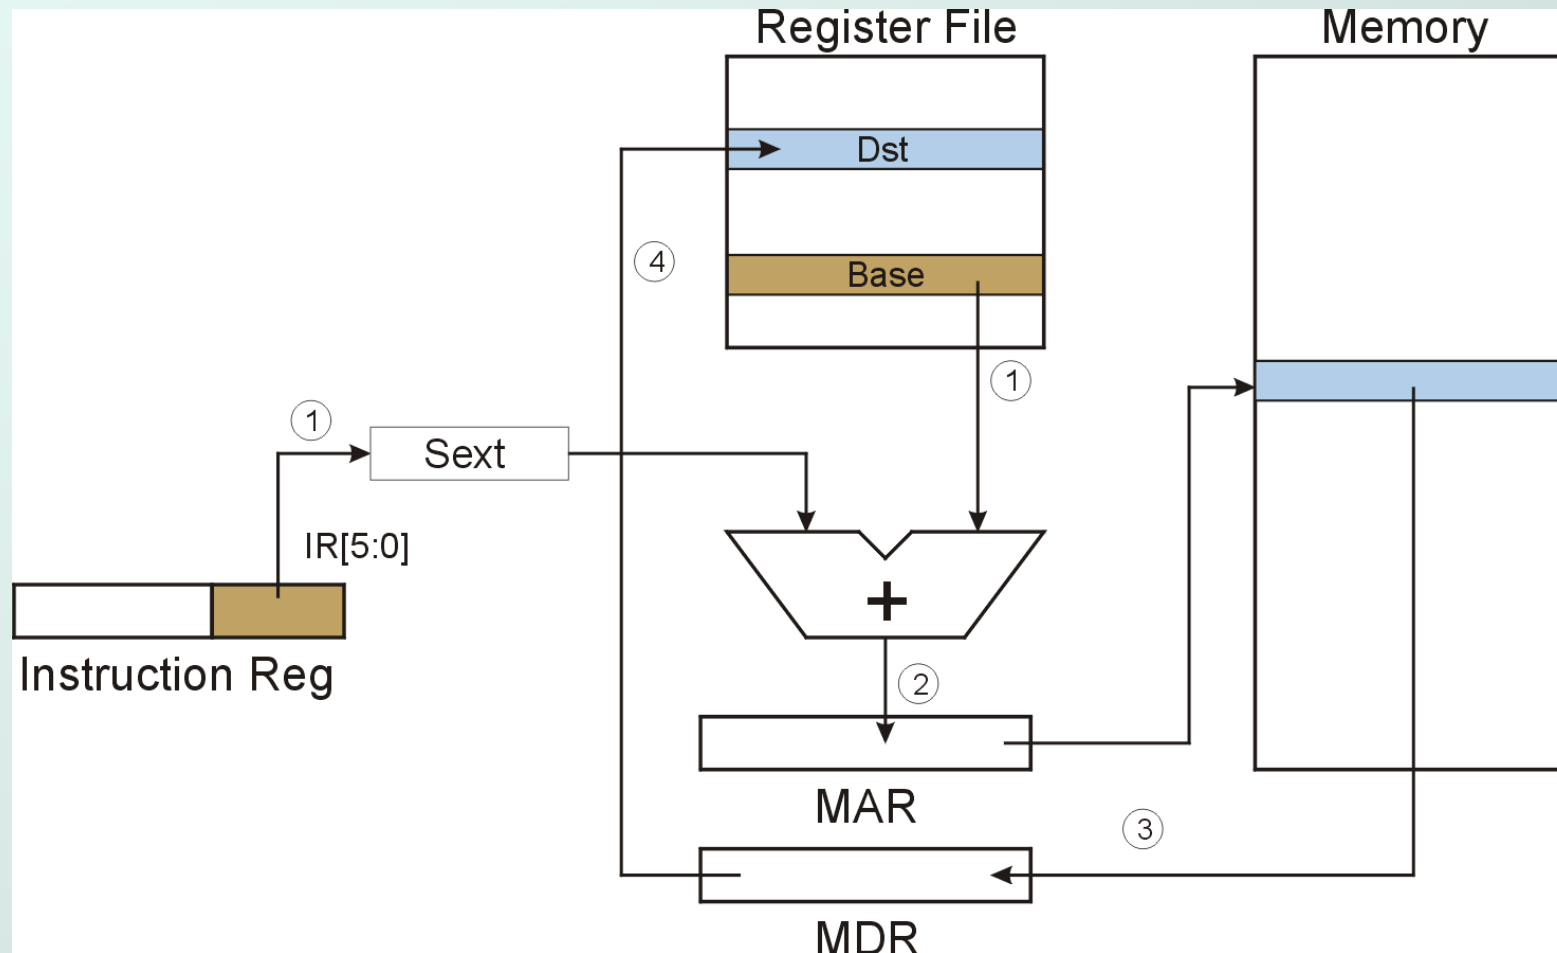 Register File
Memory
Dst
4
Base
1
1
Sext
IR[5:0]
+
Instruction Reg
2
MAR
3
MDR